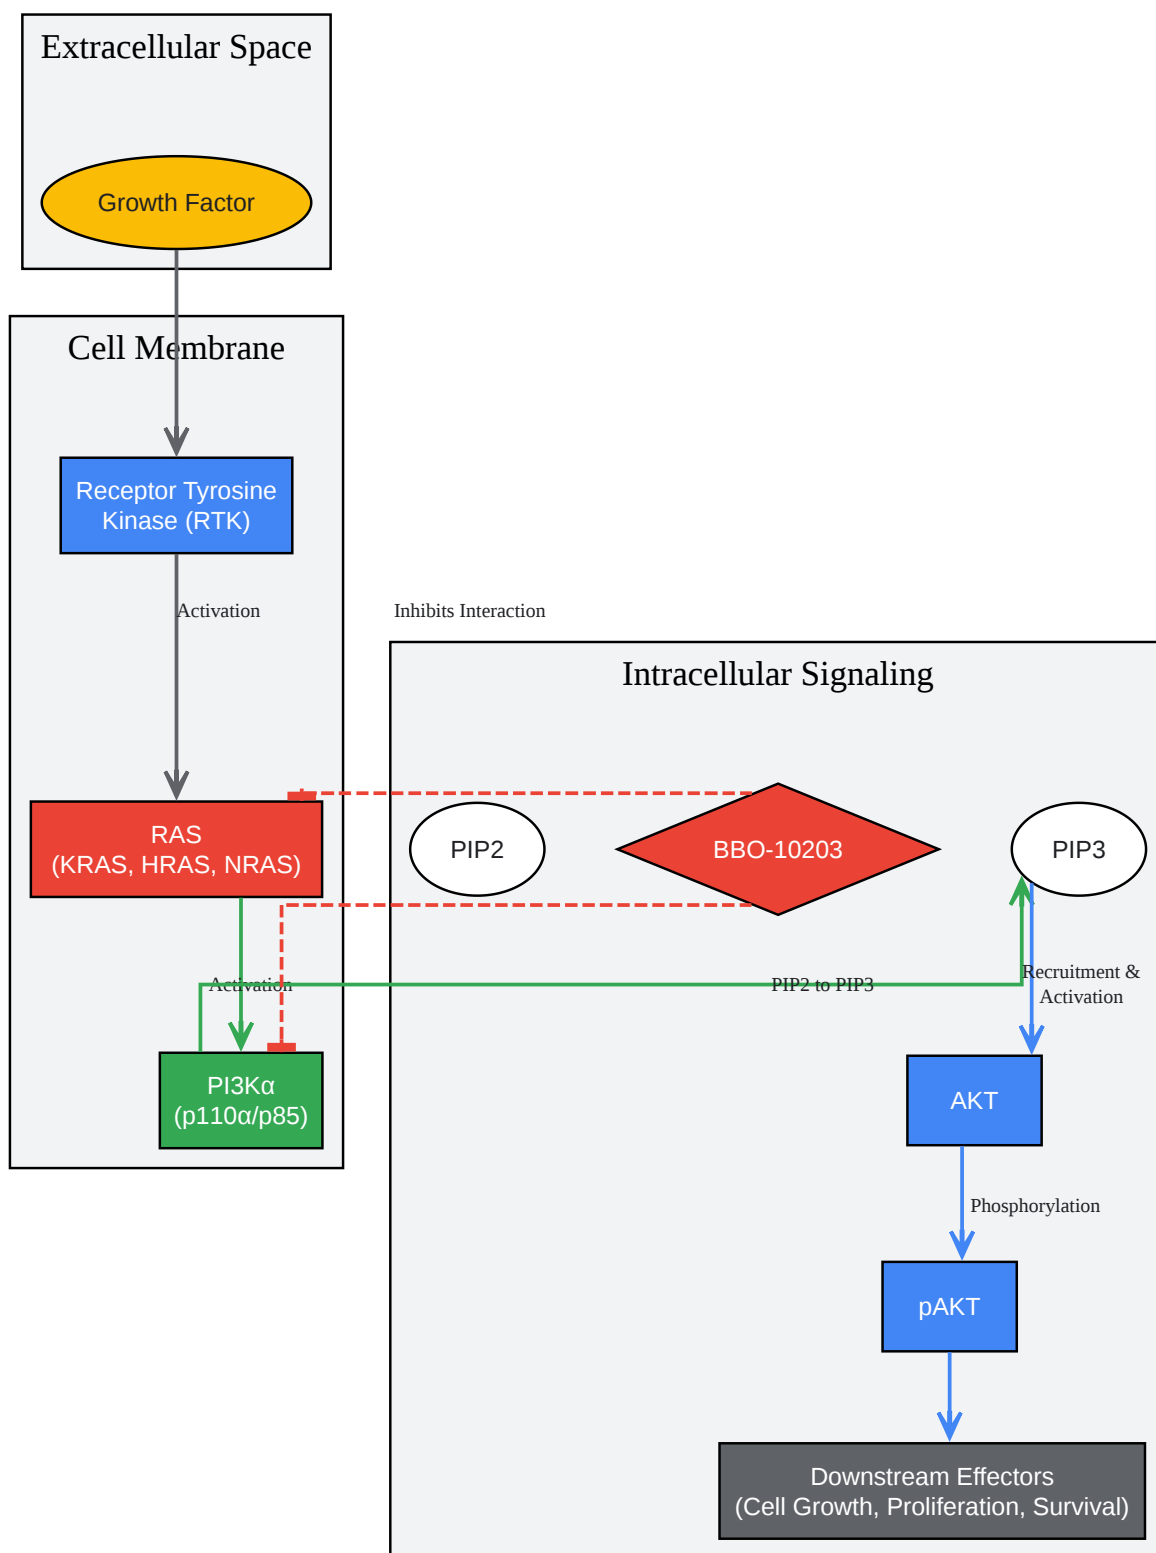 Extracellular Space
Growth Factor
Cell Membrane
Receptor Tyrosine
Kinase (RTK)
Activation
Inhibits Interaction
Intracellular Signaling
RAS
(KRAS, HRAS, NRAS)
PIP2
BBO-10203
PIP3
Activation
PIP2 to PIP3
Recruitment &
Activation
PI3Kα
(p110α/p85)
AKT
Phosphorylation
pAKT
Downstream Effectors
(Cell Growth, Proliferation, Survival)